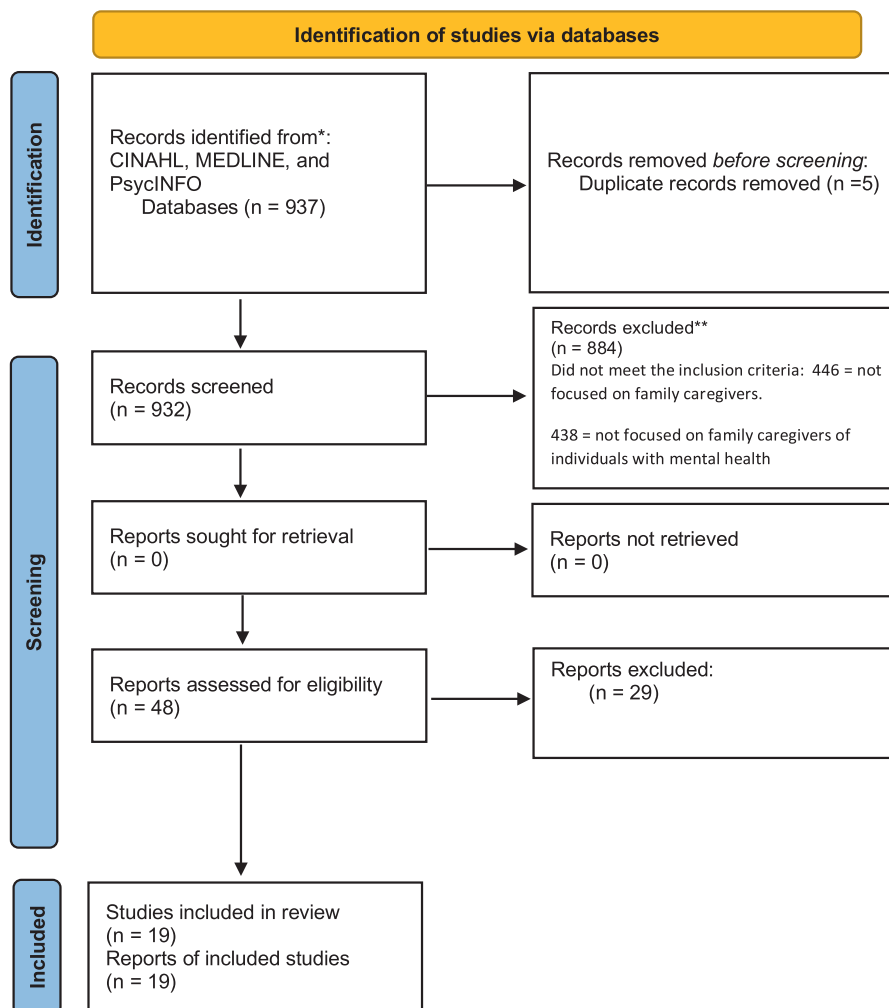 Identification of studies via databases
Identification
Records identified from*:
CINAHL, MEDLINE, and
PsycINFO
Databases (n = 937)
Records removed before screening:
Duplicate records removed (n =5)
Screening
Records screened
(n = 932)
Records excluded**
(n = 884)
Did not meet the inclusion criteria: 446 = not
focused on family caregivers.
438 = not focused on family caregivers of
individuals with mental health
Reports sought for retrieval
(n = 0)
Reports not retrieved
(n = 0)
Reports assessed for eligibility
(n = 48)
Reports excluded:
(n = 29)
Included
Studies included in review
(n = 19)
Reports of included studies
(n = 19)